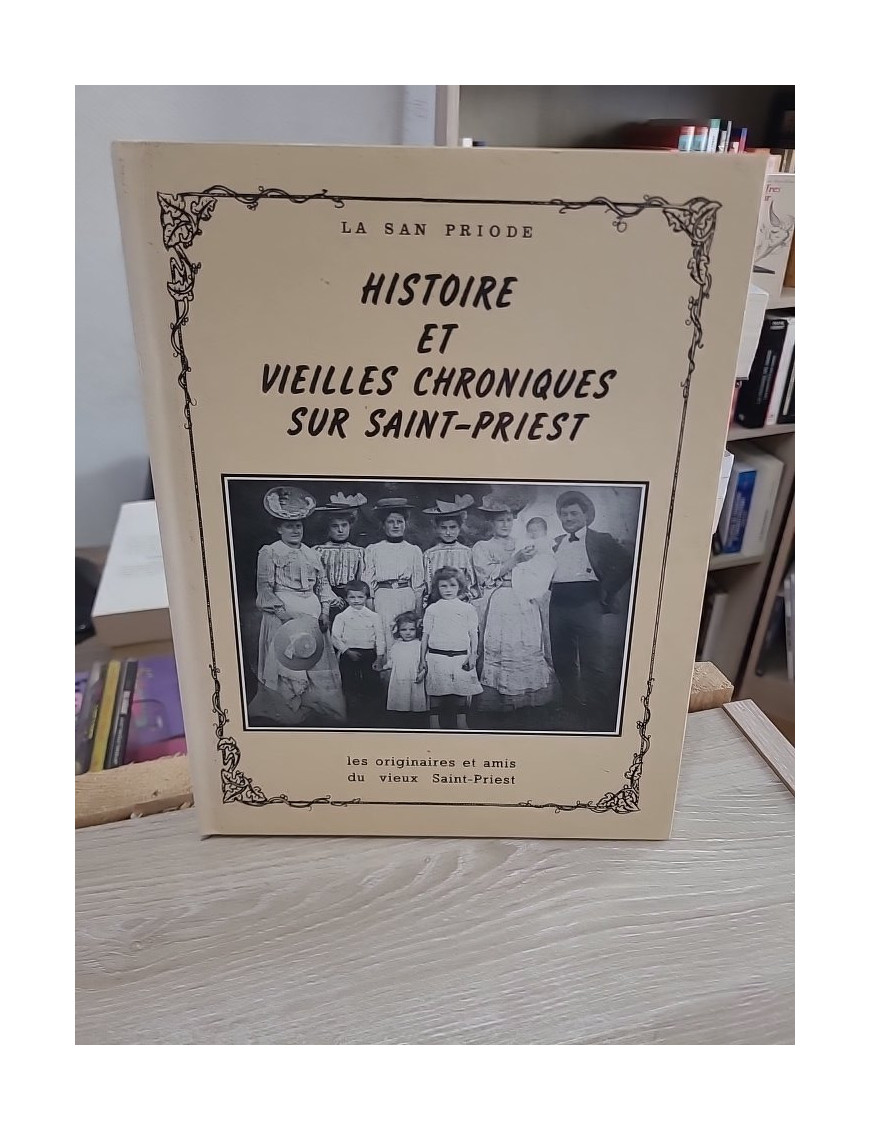 LA SAN PRIODE
HISTOIRE
ET
VIEILLES CHRONIQUES
SUR SAINT-PRIEST
les originaires et amis
du vieux Saint-Priest